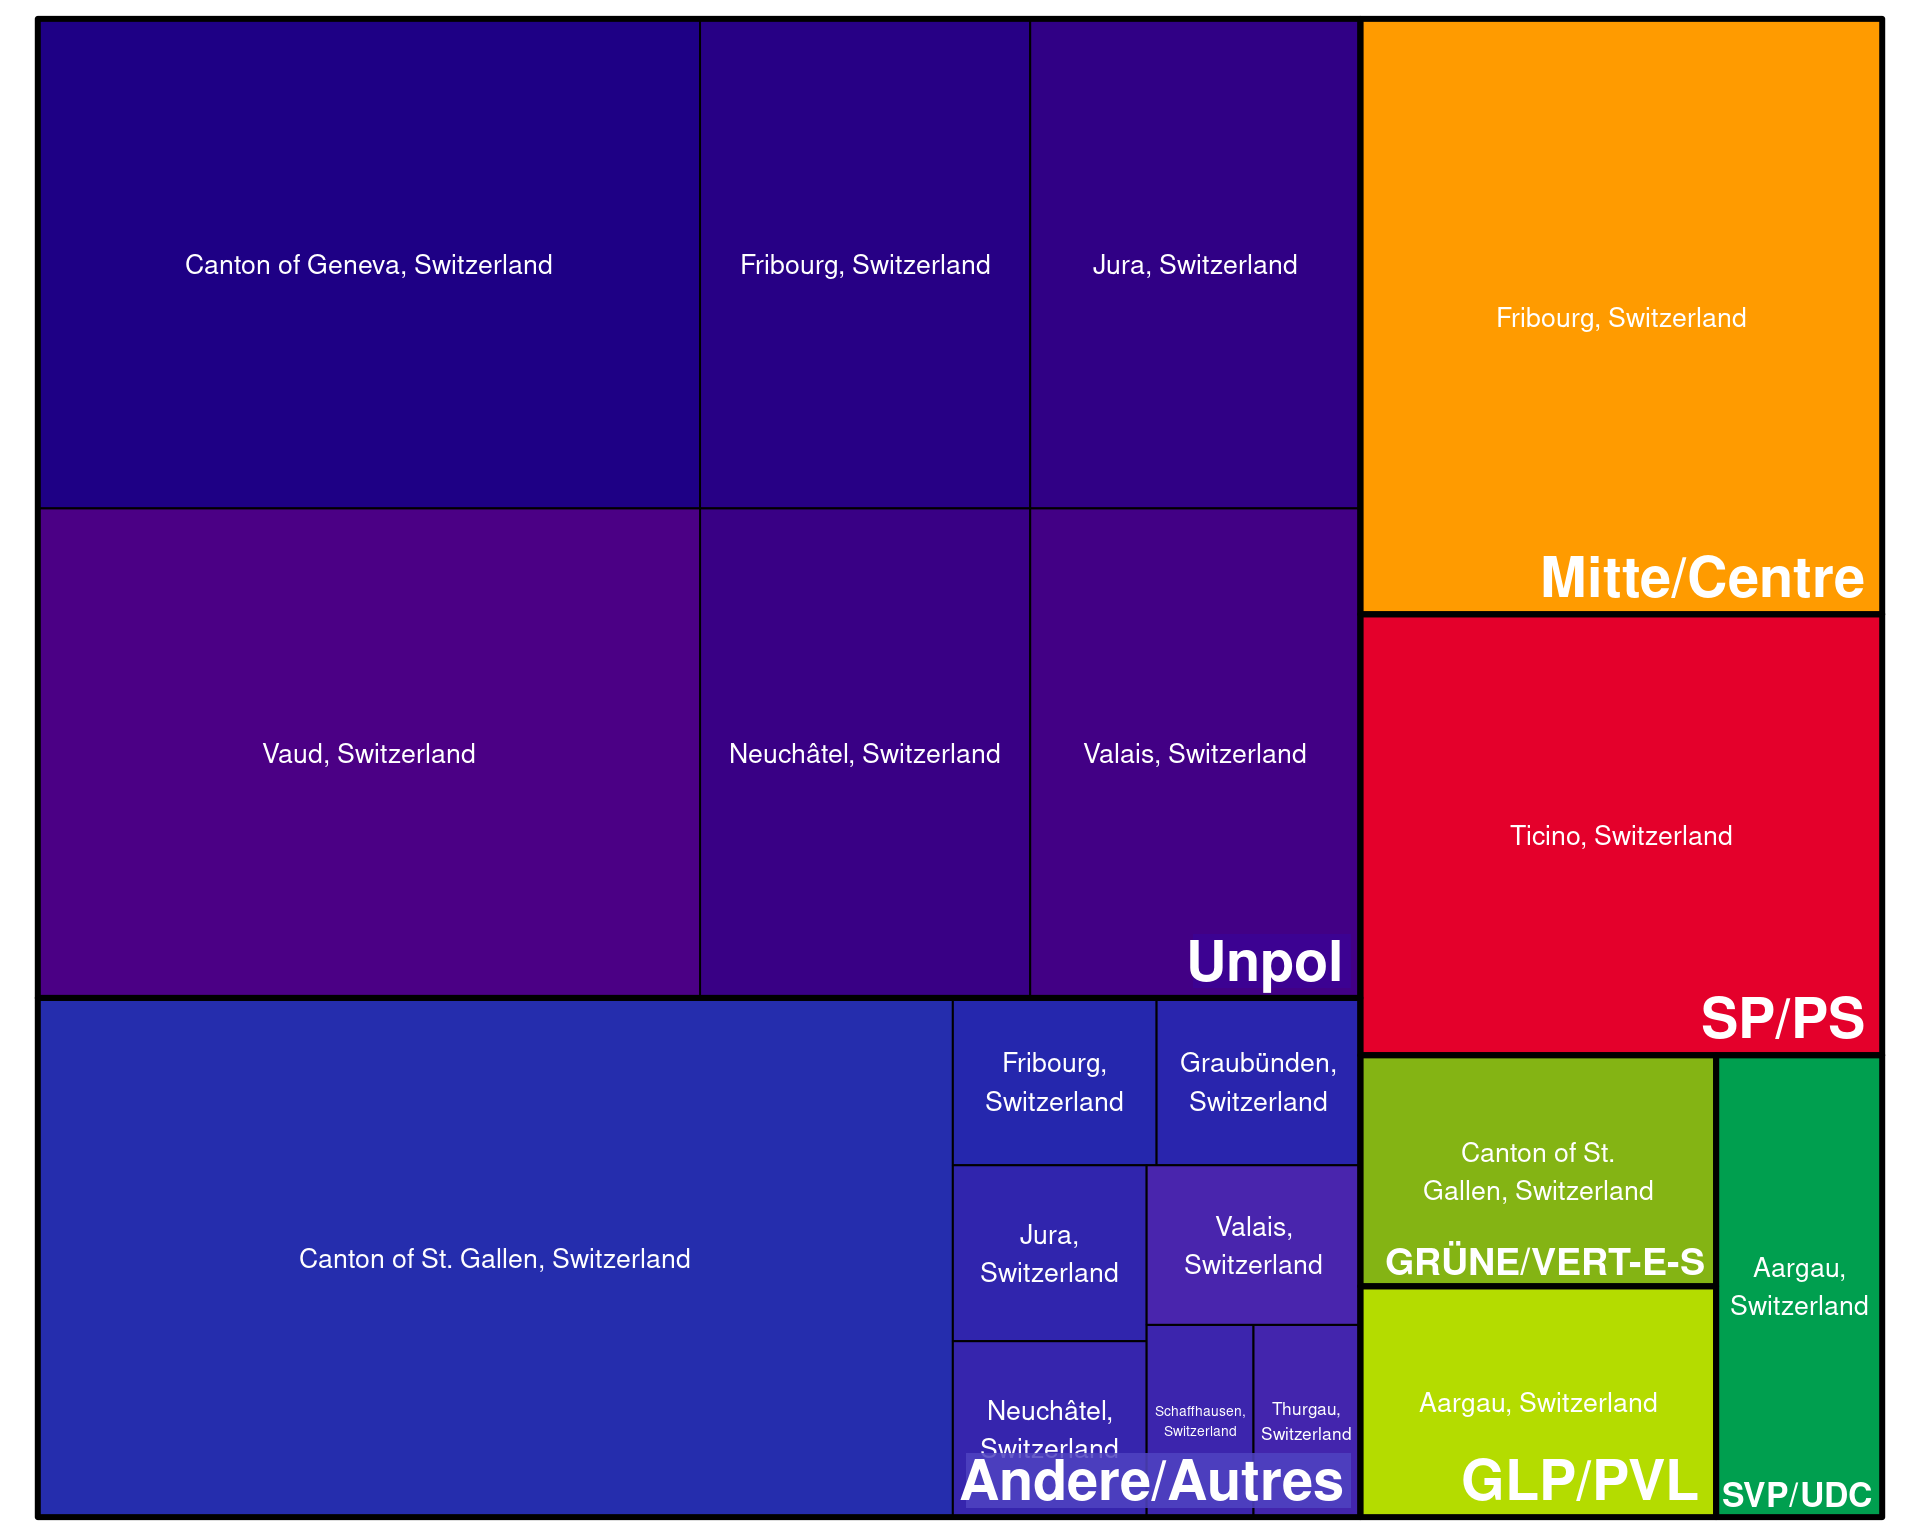 Canton of Geneva, Switzerland
Fribourg, Switzerland
Jura, Switzerland
Vaud, Switzerland
Neuchâtel, Switzerland
Valais, Switzerland
Unpol
Canton of St. Gallen, Switzerland
Fribourg,
Switzerland
Graubünden,
Switzerland
Jura,
Switzerland
Valais,
Switzerland
Neuchâtel,
Switzerland
Schaffhausen,
Switzerland
Thurgau,
Switzerland
Andere/Autres
Fribourg, Switzerland
Mitte/Centre
Ticino, Switzerland
SP/PS
Canton of St.
Gallen, Switzerland
GRÜNE/VERT-E-S
Aargau, Switzerland
GLP/PVL
Aargau,
Switzerland
SVP/UDC